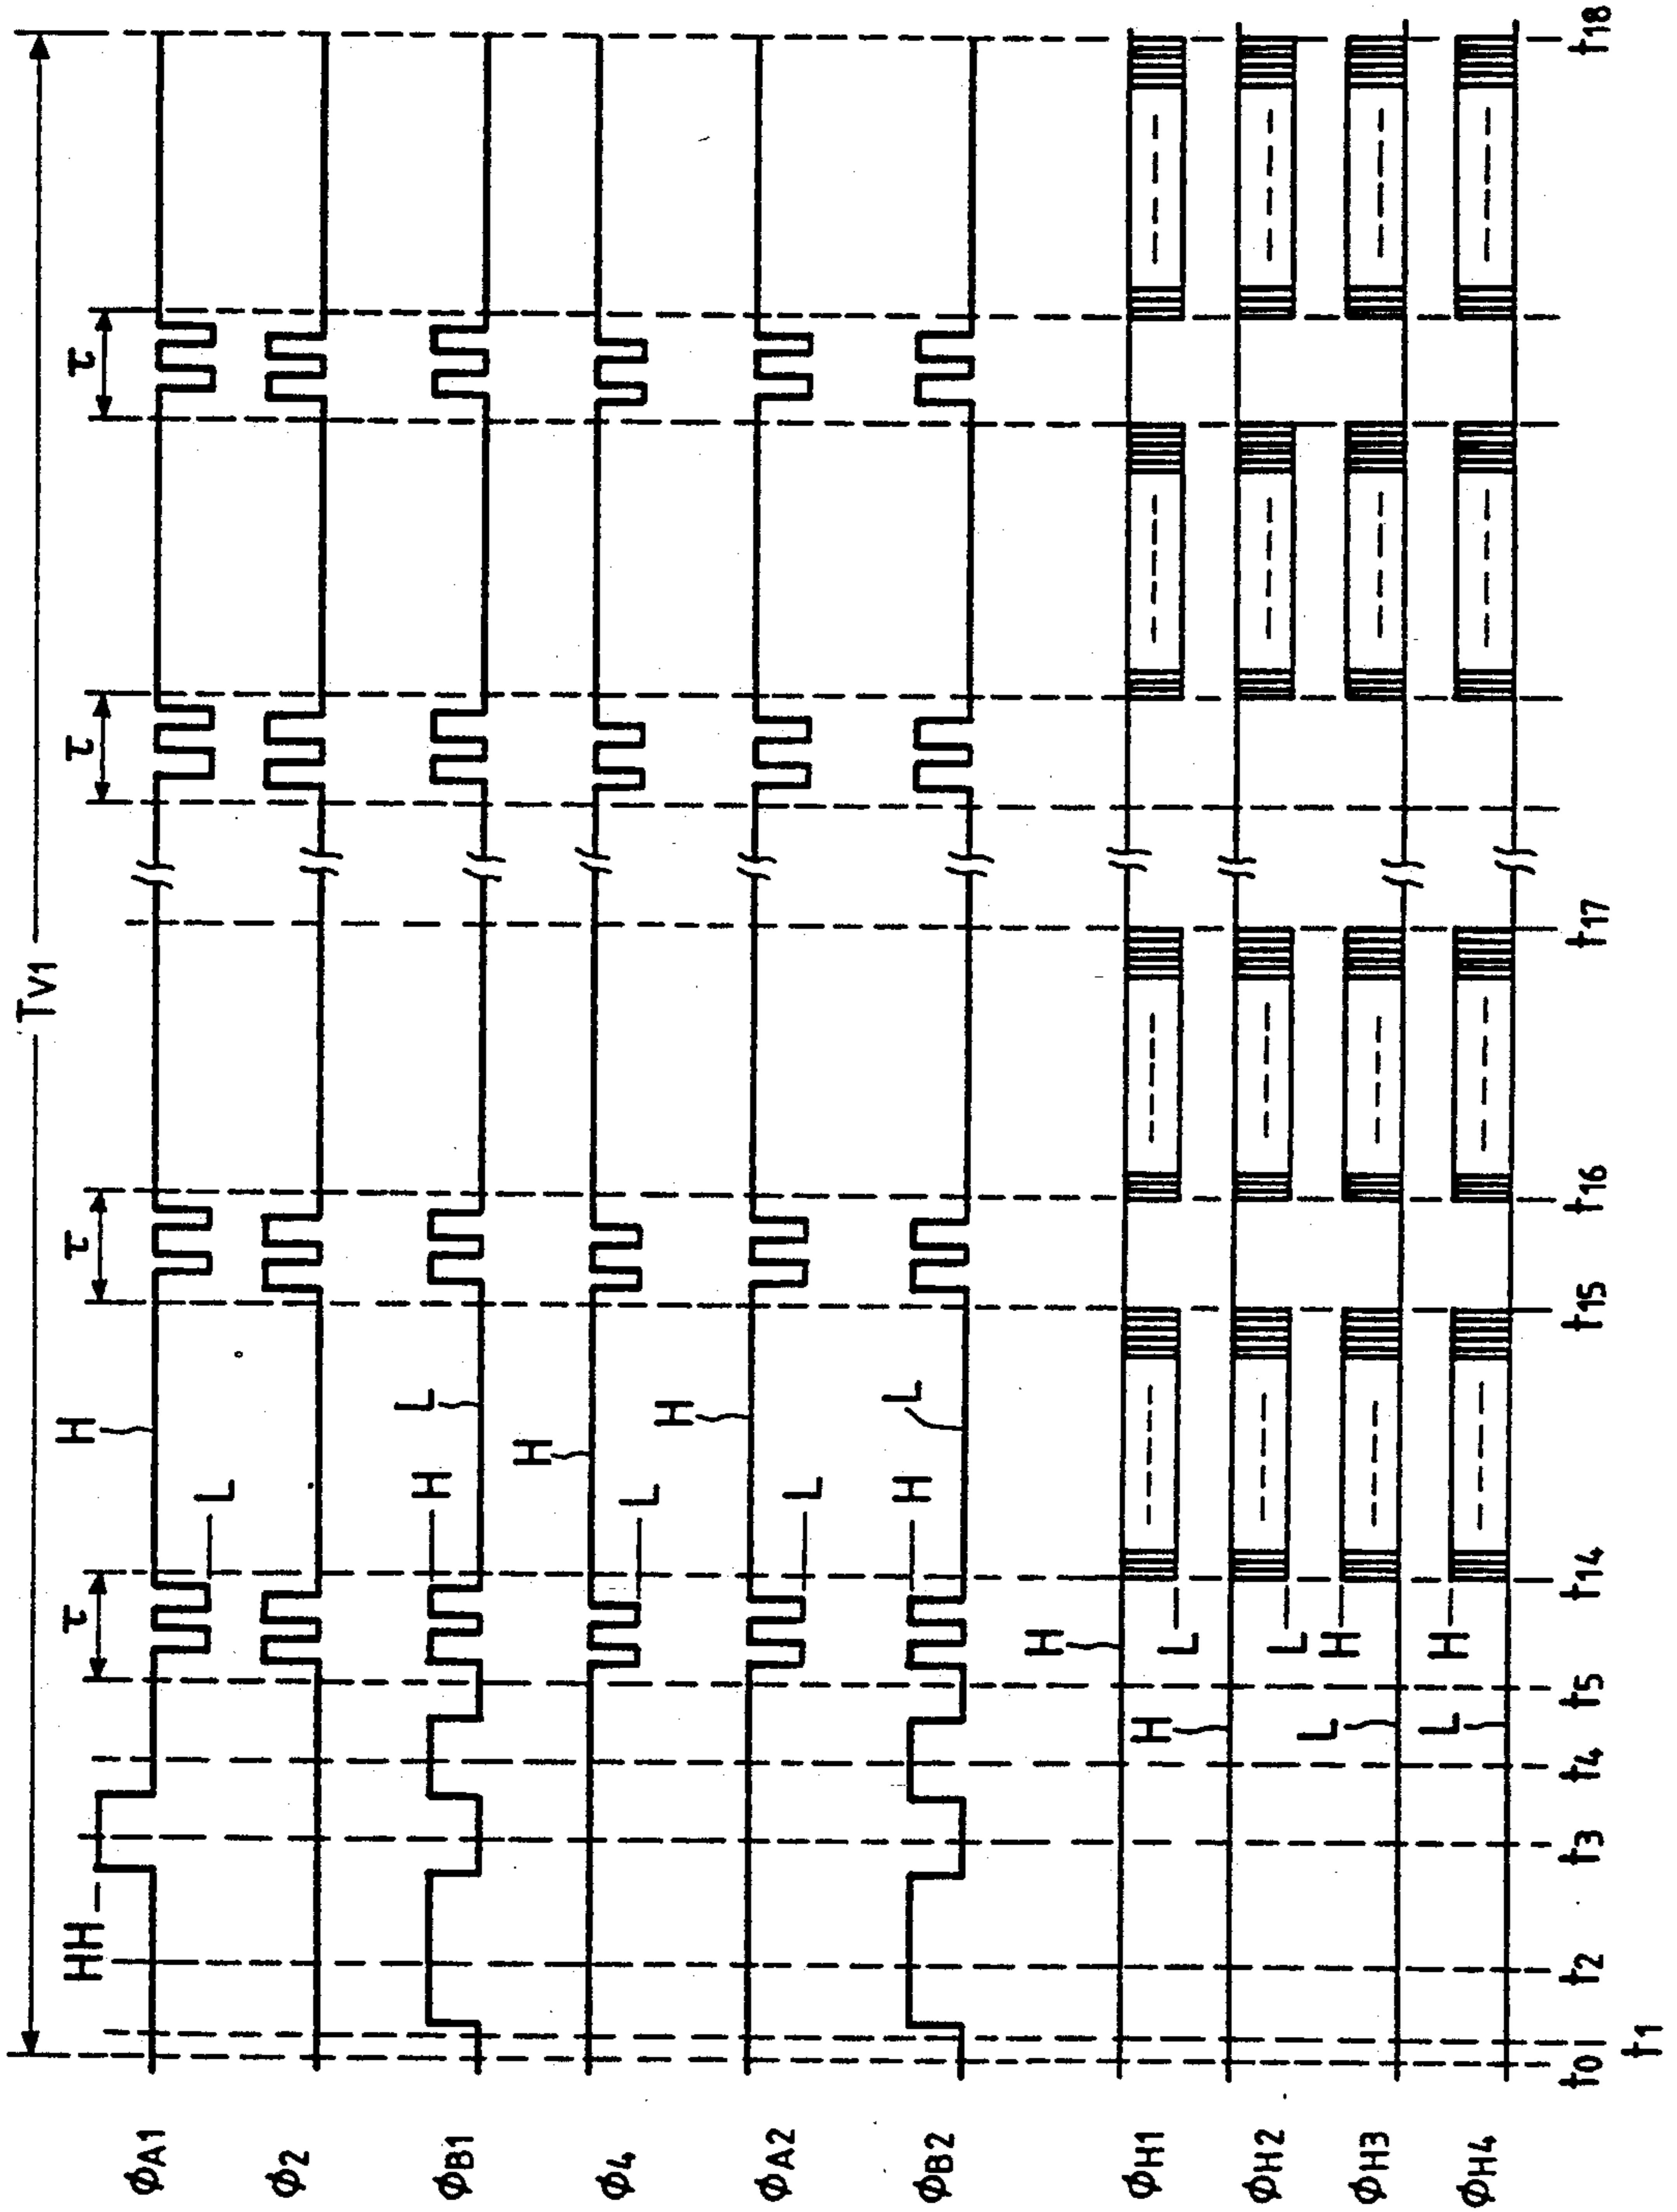 TV1
τ τ τ τ
HH H
φA1
L
φ2
H L
φB1
H
φ4
L
H
φA2
L
H L
φB2
H
φH1
L
H
φH2
L
L H
φH3
L H
φH4
t0 t2 t3 t4 t5 t14 t15 t16 t17 t18
t1